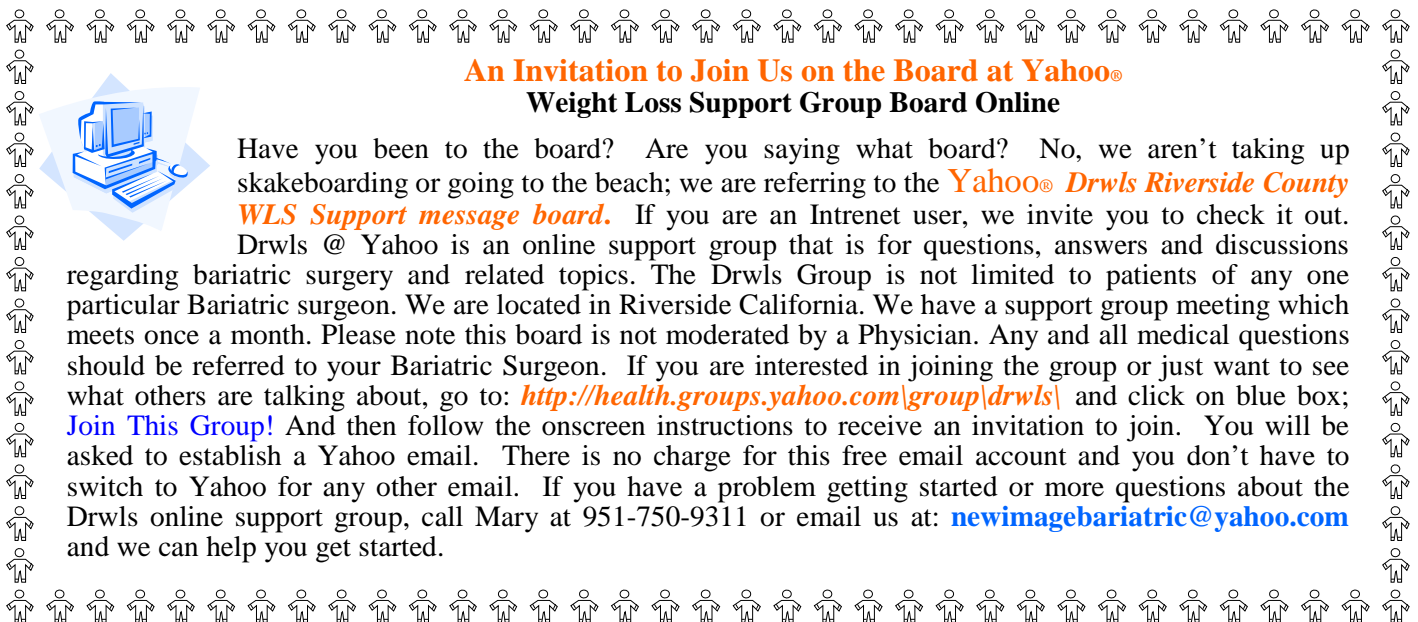 An Invitation to Join Us on the Board at Yahoo®
Weight Loss Support Group Board Online
Have you been to the board? Are you saying what board? No, we aren't taking up
skakeboarding or going to the beach; we are referring to the Yahoo® Drwls Riverside County
WLS Support message board. If you are an Intrenet user, we invite you to check it out.
Drwls @ Yahoo is an online support group that is for questions, answers and discussions
regarding bariatric surgery and related topics. The Drwls Group is not limited to patients of any one
particular Bariatric surgeon. We are located in Riverside California. We have a support group meeting which
meets once a month. Please note this board is not moderated by a Physician. Any and all medical questions
should be referred to your Bariatric Surgeon. If you are interested in joining the group or just want to see
what others are talking about, go to: http://health.groups.yahoo.com\group\drwls\ and click on blue box;
Join This Group! And then follow the onscreen instructions to receive an invitation to join. You will be
asked to establish a Yahoo email. There is no charge for this free email account and you don't have to
switch to Yahoo for any other email. If you have a problem getting started or more questions about the
Drwls online support group, call Mary at 951-750-9311 or email us at: newimagebariatric@yahoo.com
and we can help you get started.